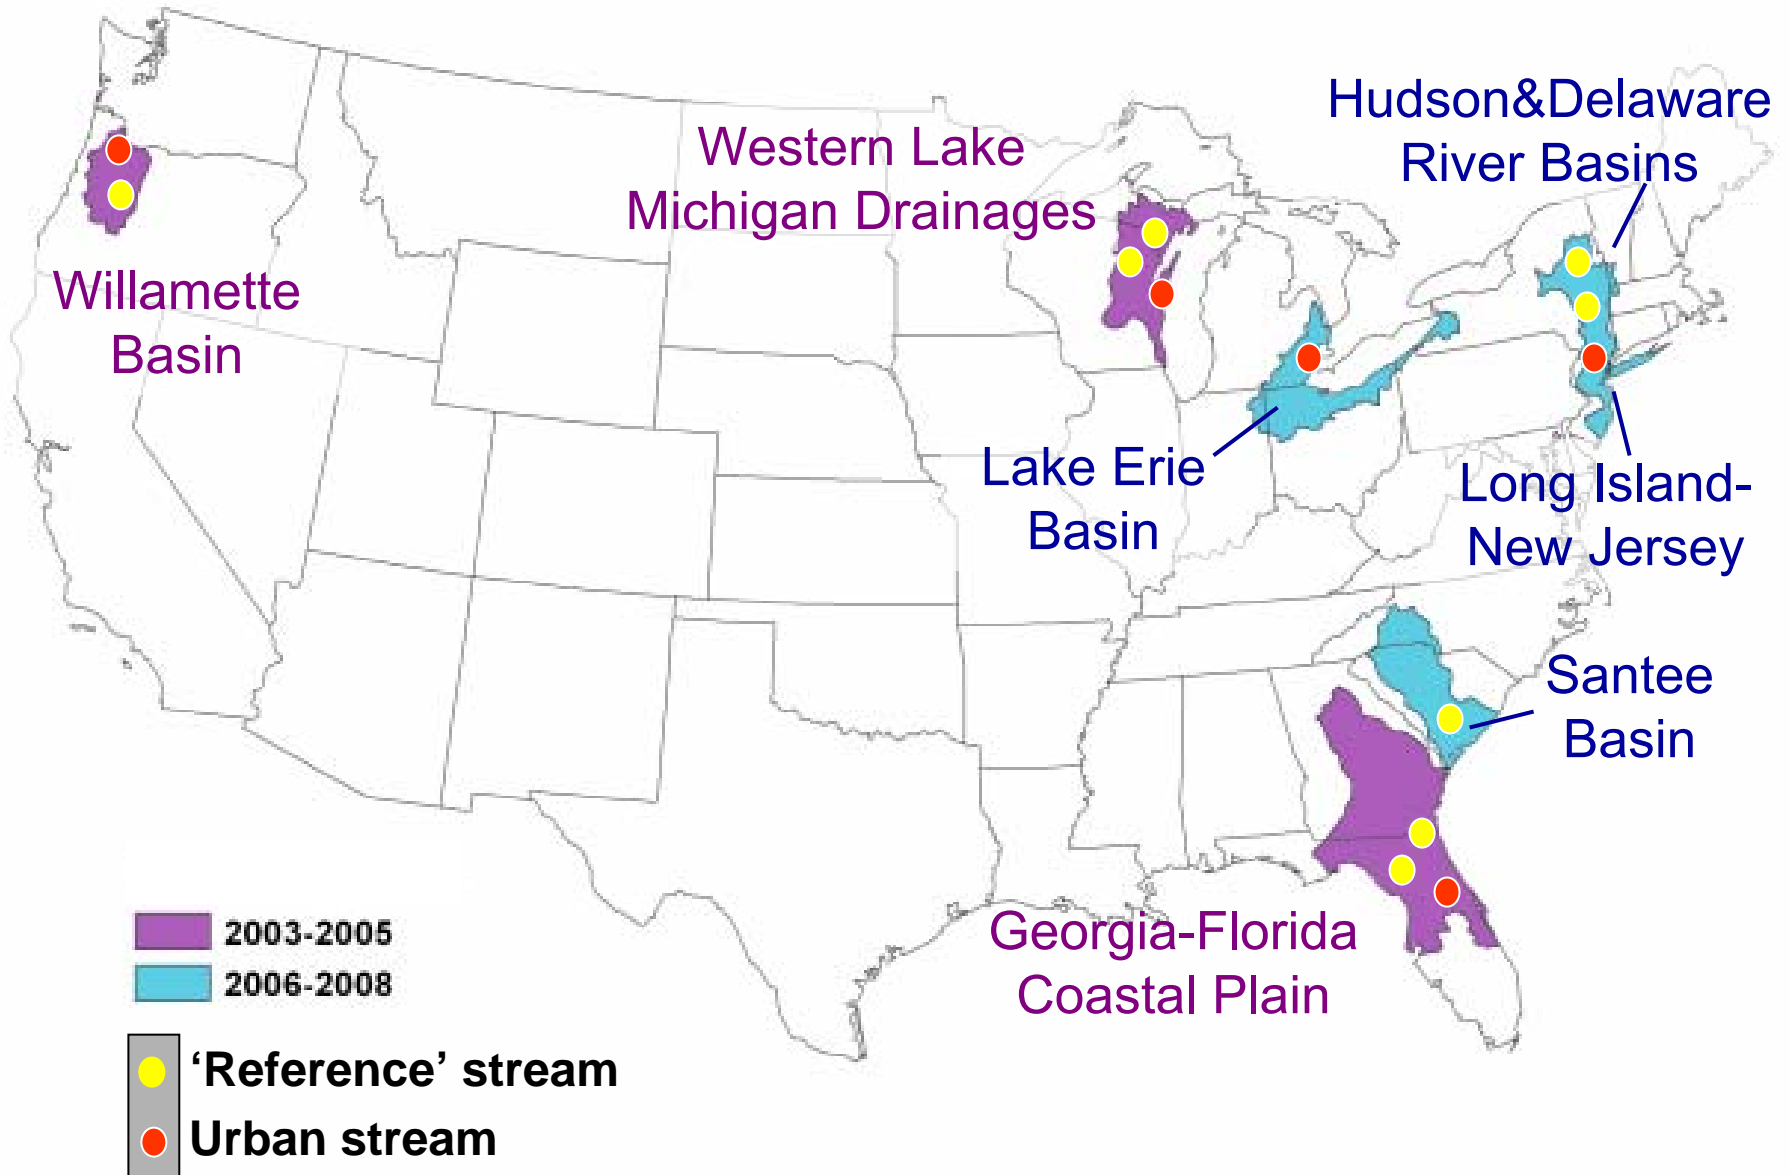 Hudson&Delaware
River Basins
Western Lake
Michigan Drainages
Willamette
Basin
Lake Erie
Basin
Long Island-
New Jersey
Santee
Basin
Georgia-Florida
Coastal Plain
2003-2005
2006-2008
‘Reference’ stream
Urban stream